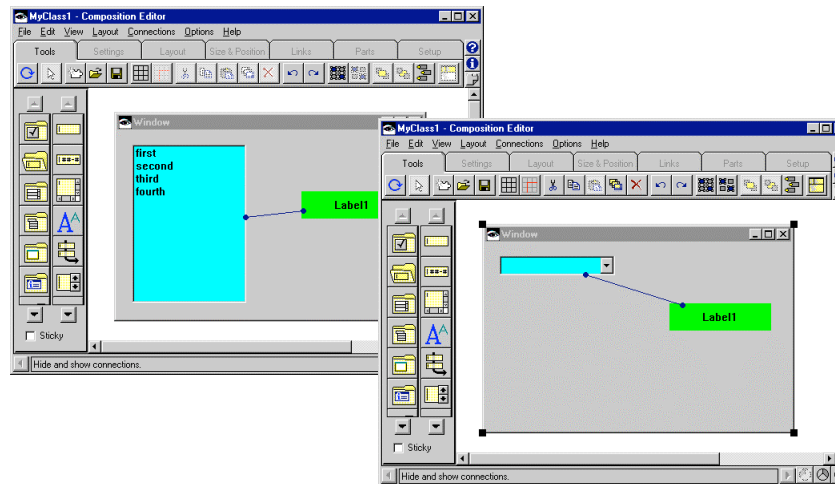 MyClass1 - Composition Editor
File Edit View Layout Connections Options Help
Tools Settings Layout Size & Position Links Parts Setup
Window
first
second
third
fourth
Label1
Sticky
Hide and show connections.
MyClass1 - Composition Editor
File Edit View Layout Connections Options Help
Tools Settings Layout Size & Position Links Parts Setup
Window
Label1
Sticky
Hide and show connections.